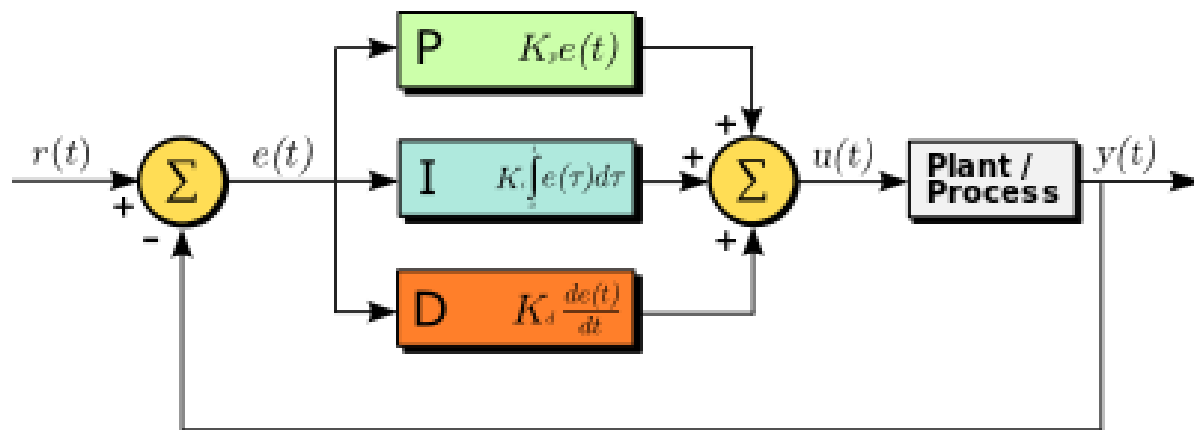 P K_p e(t)
r(t)
Σ
e(t)
I K_i ∫ e(τ)dτ
Σ
u(t)
Plant /
Process
y(t)
+
-
+
+
+
D K_d de(t)/dt